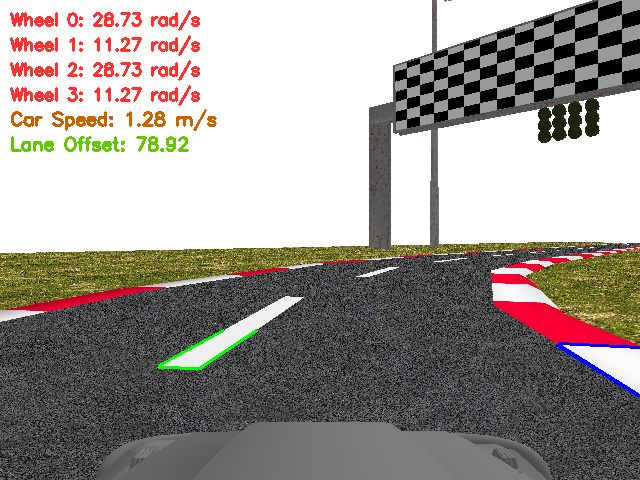 Wheel 0: 28.73 rad/s
Wheel 1: 11.27 rad/s
Wheel 2: 28.73 rad/s
Wheel 3: 11.27 rad/s
Car Speed: 1.28 m/s
Lane Offset: 78.92